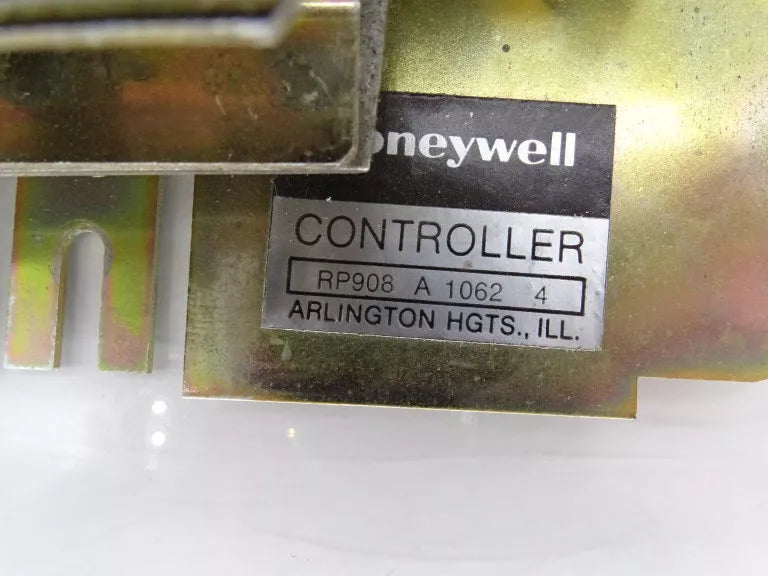 oneywell
CONTROLLER
RP908 A 1062 4
ARLINGTON HGTS., ILL.